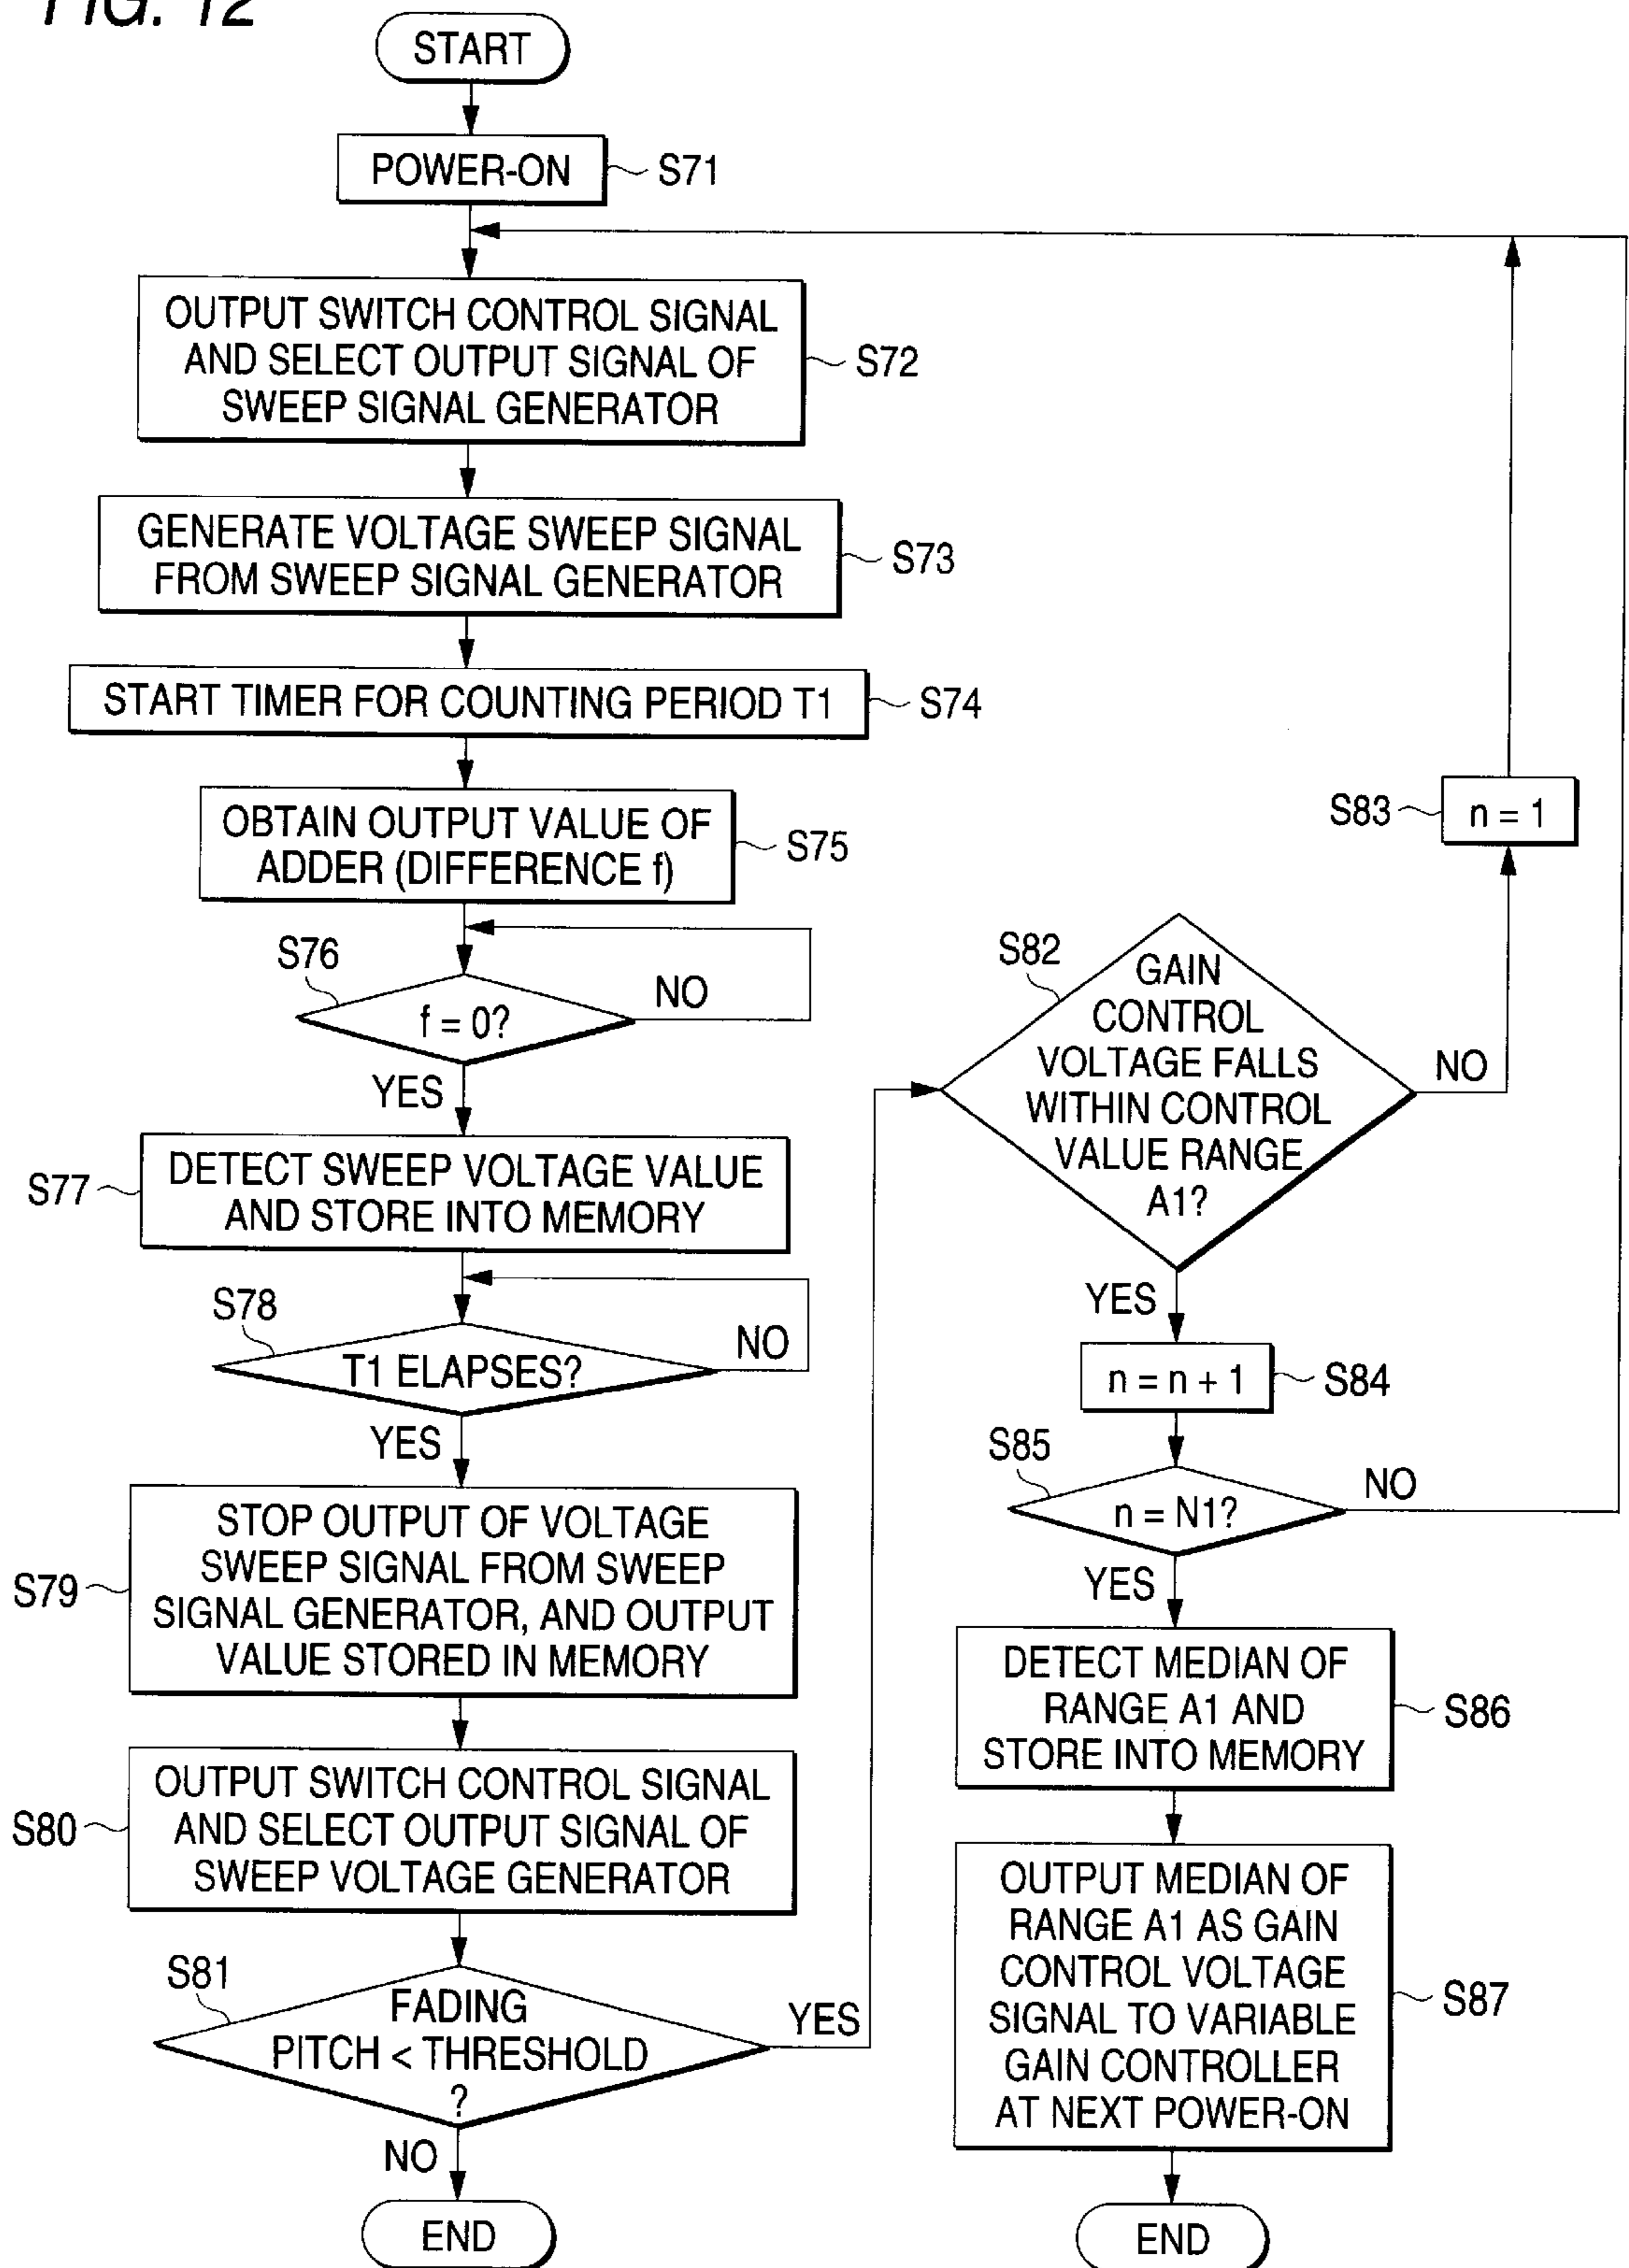 FIG. 12
START
POWER-ON
S71
OUTPUT SWITCH CONTROL SIGNAL
AND SELECT OUTPUT SIGNAL OF
SWEEP SIGNAL GENERATOR
S72
GENERATE VOLTAGE SWEEP SIGNAL
FROM SWEEP SIGNAL GENERATOR
S73
START TIMER FOR COUNTING PERIOD T1
S74
OBTAIN OUTPUT VALUE OF
ADDER (DIFFERENCE f)
S75
S76
f = 0?
NO
YES
S77
DETECT SWEEP VOLTAGE VALUE
AND STORE INTO MEMORY
S78
T1 ELAPSES?
NO
YES
S79
STOP OUTPUT OF VOLTAGE
SWEEP SIGNAL FROM SWEEP
SIGNAL GENERATOR, AND OUTPUT
VALUE STORED IN MEMORY
S80
OUTPUT SWITCH CONTROL SIGNAL
AND SELECT OUTPUT SIGNAL OF
SWEEP VOLTAGE GENERATOR
S81
FADING
PITCH < THRESHOLD
?
YES
NO
END
S82
GAIN
CONTROL
VOLTAGE FALLS
WITHIN CONTROL
VALUE RANGE
A1?
NO
S83
n = 1
YES
n = n + 1
S84
S85
n = N1?
NO
YES
DETECT MEDIAN OF
RANGE A1 AND
STORE INTO MEMORY
S86
OUTPUT MEDIAN OF
RANGE A1 AS GAIN
CONTROL VOLTAGE
SIGNAL TO VARIABLE
GAIN CONTROLLER
AT NEXT POWER-ON
S87
END